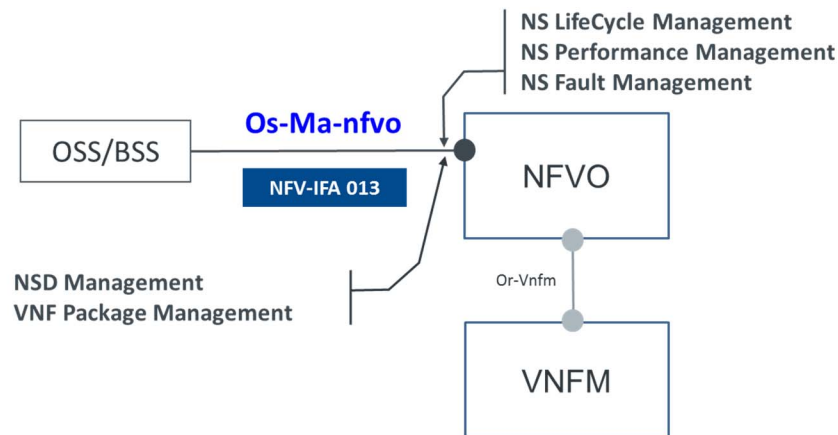 NS LifeCycle Management
NS Performance Management
NS Fault Management
Os-Ma-nfvo
OSS/BSS
NFV-IFA 013
NFVO
NSD Management
VNF Package Management
Or-Vnfm
VNFM